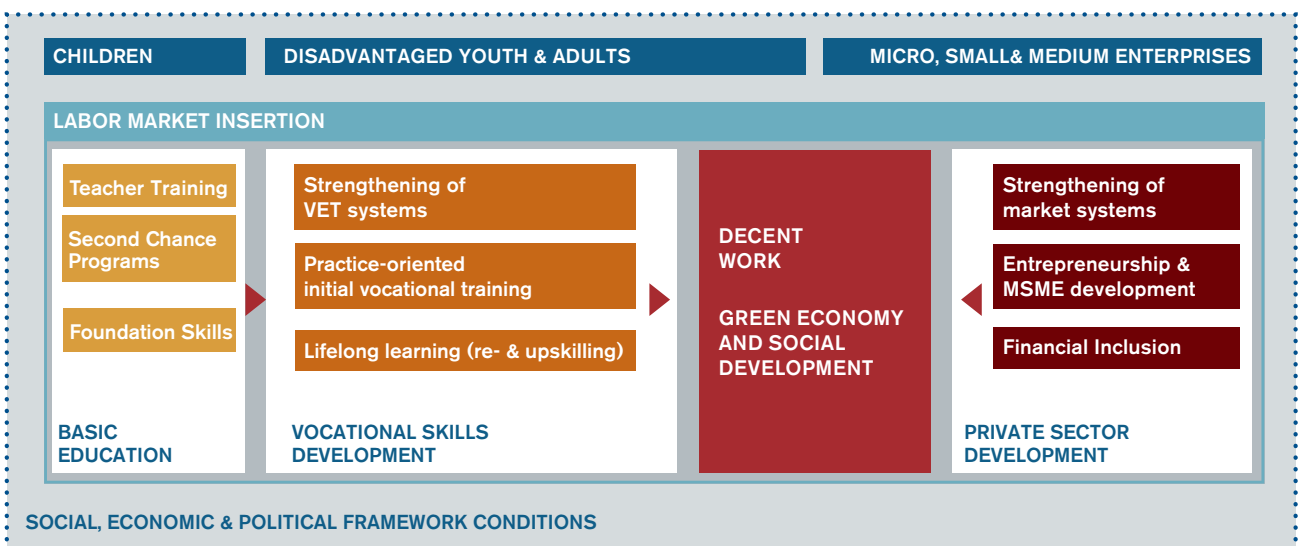 CHILDREN
DISADVANTAGED YOUTH & ADULTS
MICRO, SMALL& MEDIUM ENTERPRISES
LABOR MARKET INSERTION
Teacher Training
Second Chance
Programs
Foundation Skills
BASIC
EDUCATION
Strengthening of
VET systems
Practice-oriented
initial vocational training
Lifelong learning (re- & upskilling)
VOCATIONAL SKILLS
DEVELOPMENT
DECENT
WORK
GREEN ECONOMY
AND SOCIAL
DEVELOPMENT
Strengthening of
market systems
Entrepreneurship &
MSME development
Financial Inclusion
PRIVATE SECTOR
DEVELOPMENT
SOCIAL, ECONOMIC & POLITICAL FRAMEWORK CONDITIONS